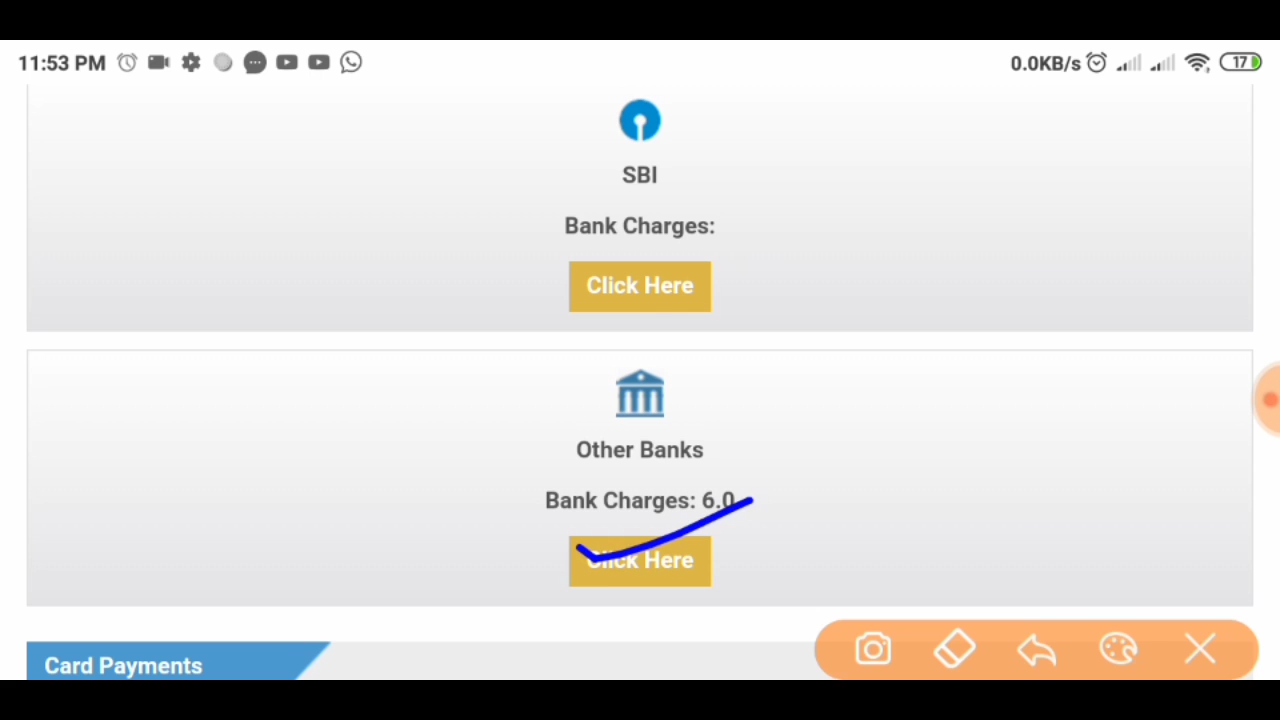 11:53 PM
0.0KB/s
17
SBI
Bank Charges:
Click Here
Other Banks
Bank Charges: 6.0
Click Here
Card Payments